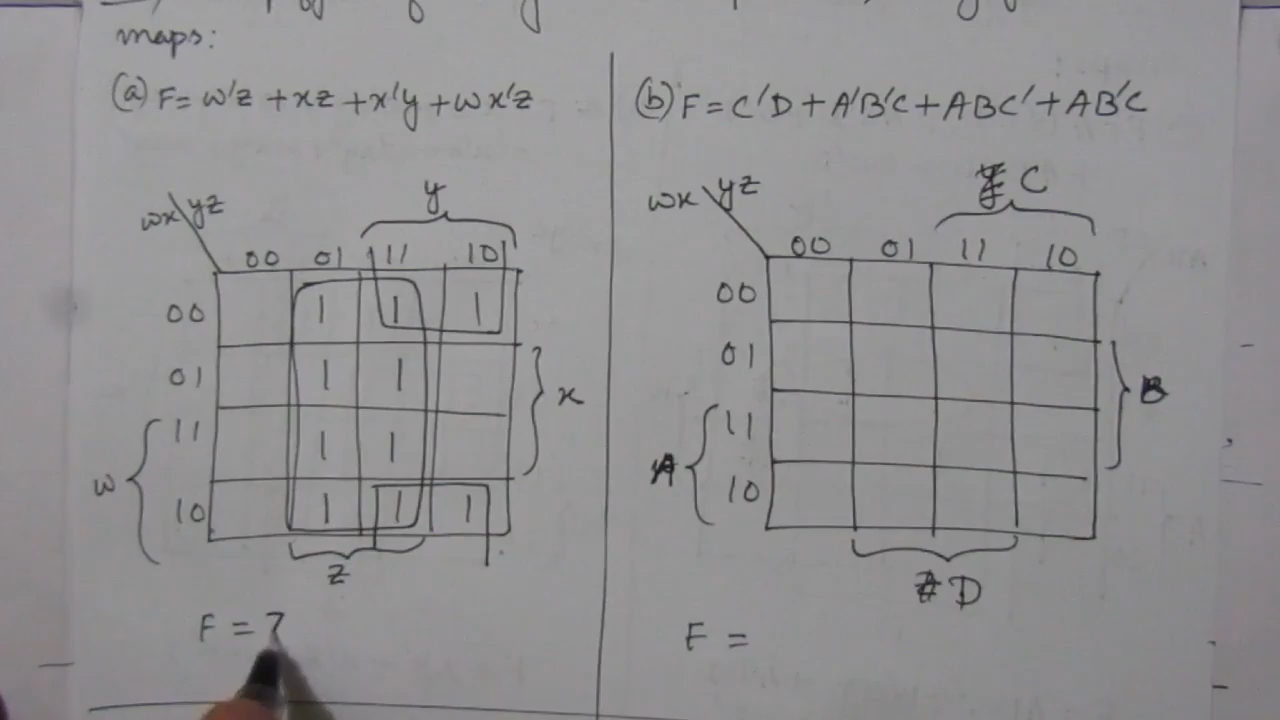 maps:
(a) F = w'z + xz + x'y + wx'z
y
wx yz
00 01 11 10
00 1 1 1
01 1 1
x
11 1 1
w
10 1 1 1
z
F = z
(b) F = C'D + A'B'C + ABC' + AB'C
C
wx yz
00 01 11 10
00
01
B
11
A
10
D
F =